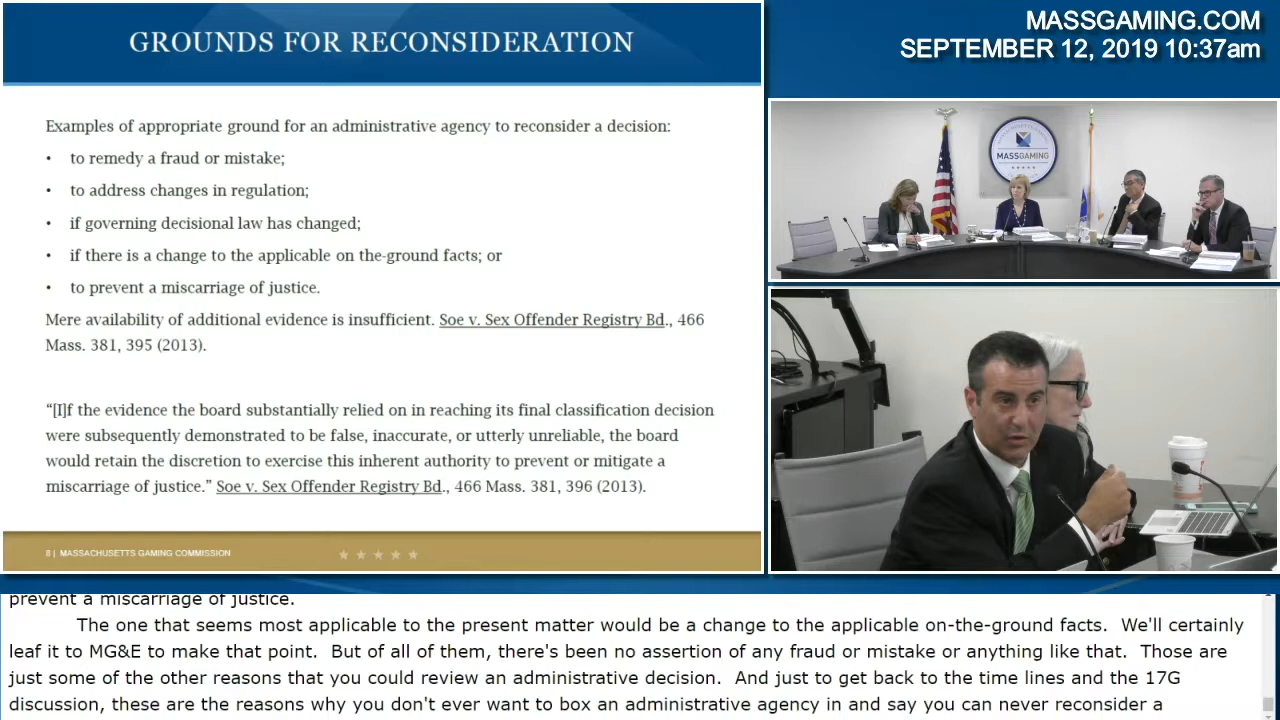 GROUNDS FOR RECONSIDERATION
Examples of appropriate ground for an administrative agency to reconsider a decision:
• to remedy a fraud or mistake;
• to address changes in regulation;
• if governing decisional law has changed;
• if there is a change to the applicable on the-ground facts; or
• to prevent a miscarriage of justice.
Mere availability of additional evidence is insufficient. Soe v. Sex Offender Registry Bd., 466
Mass. 381, 395 (2013).
“[I]f the evidence the board substantially relied on in reaching its final classification decision
were subsequently demonstrated to be false, inaccurate, or utterly unreliable, the board
would retain the discretion to exercise this inherent authority to prevent or mitigate a
miscarriage of justice.” Soe v. Sex Offender Registry Bd., 466 Mass. 381, 396 (2013).
8 | MASSACHUSETTS GAMING COMMISSION
MASSGAMING.COM
SEPTEMBER 12, 2019 10:37am
MASSGAMING
prevent a miscarriage of justice.
The one that seems most applicable to the present matter would be a change to the applicable on-the-ground facts. We'll certainly
leaf it to MG&E to make that point. But of all of them, there's been no assertion of any fraud or mistake or anything like that. Those are
just some of the other reasons that you could review an administrative decision. And just to get back to the time lines and the 17G
discussion, these are the reasons why you don't ever want to box an administrative agency in and say you can never reconsider a